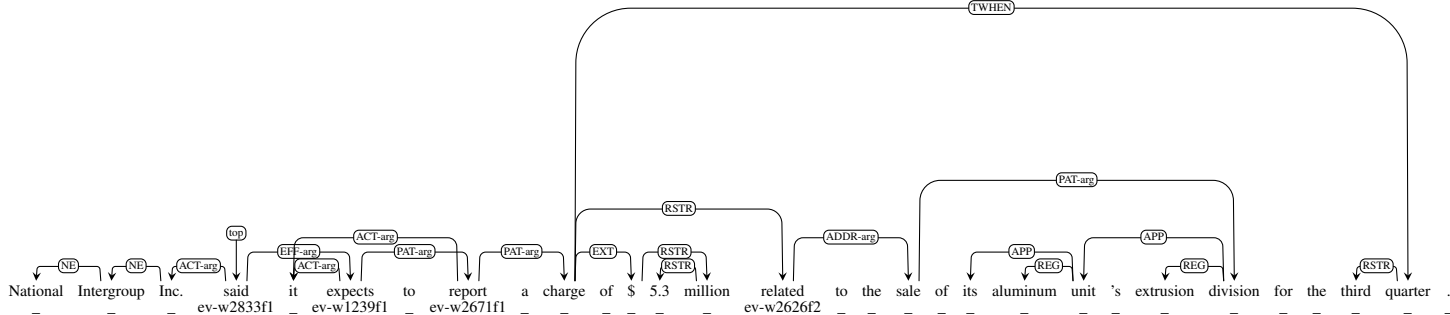 TWHEN
PAT-arg
RSTR
top
ACT-arg ADDR-arg APP
NE NE ACT-arg EFF-arg ACT-arg PAT-arg PAT-arg EXT RSTR RSTR APP REG REG RSTR
National Intergroup Inc. said it expects to report a charge of $ 5.3 million related to the sale of its aluminum unit 's extrusion division for the third quarter .
_ _ _ ev-w2833f1 _ ev-w1239f1 _ ev-w2671f1 _ _ _ _ _ _ ev-w2626f2 _ _ _ _ _ _ _ _ _ _ _ _ _ _ _